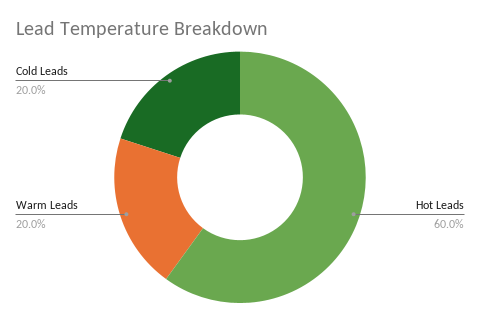 Lead Temperature Breakdown
Cold Leads
20.0%
Warm Leads
20.0%
Hot Leads
60.0%